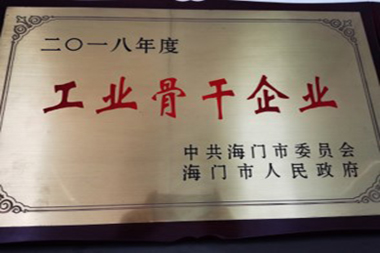 二〇一八年度
工业骨干企业
中共海门市委员会
海门市人民政府